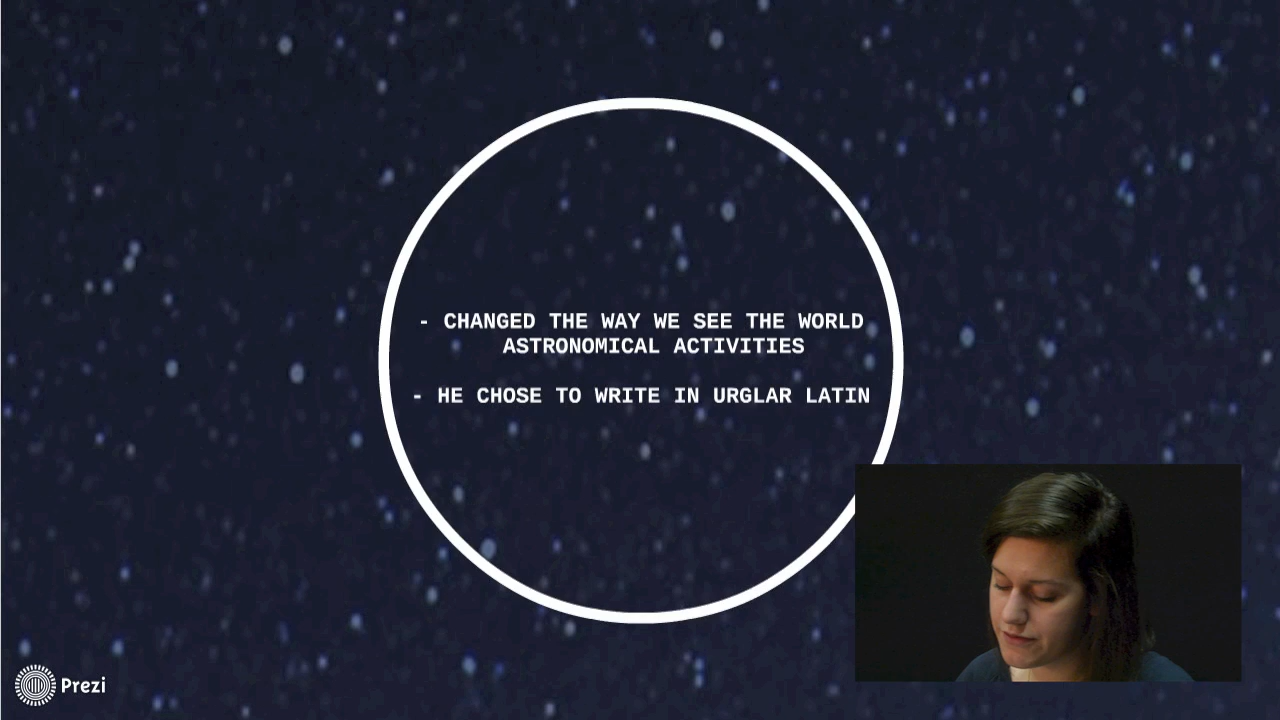 - CHANGED THE WAY WE SEE THE WORLD
ASTRONOMICAL ACTIVITIES
- HE CHOSE TO WRITE IN URGLAR LATIN
Prezi